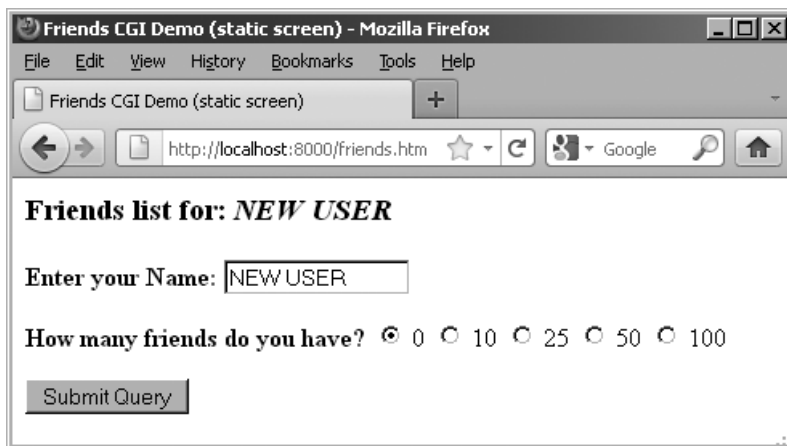 Friends CGI Demo (static screen) - Mozilla Firefox
File Edit View History Bookmarks Tools Help
Friends CGI Demo (static screen) +
http://localhost:8000/friends.htm Google
Friends list for: NEW USER
Enter your Name: NEW USER
How many friends do you have? 0 10 25 50 100
Submit Query